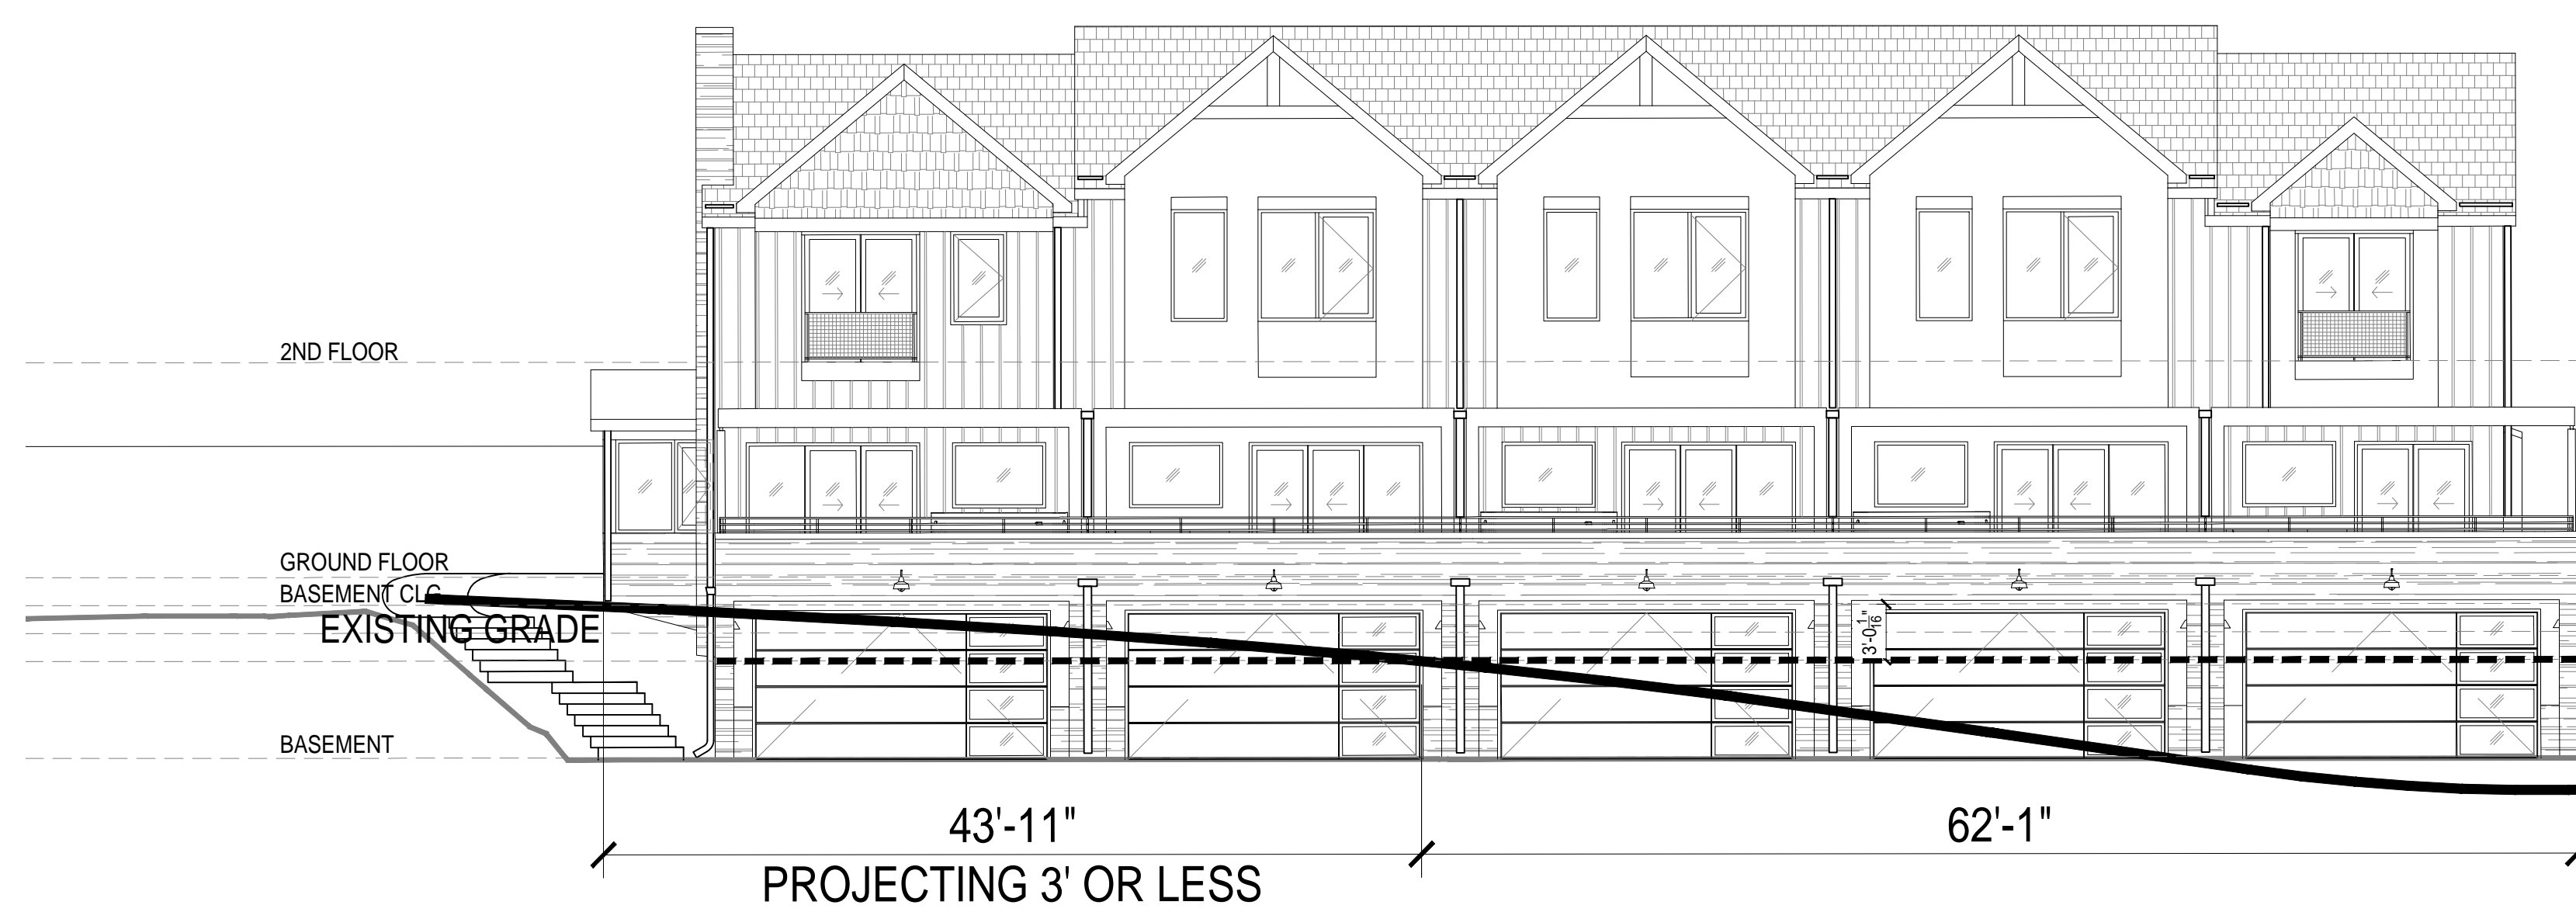 2ND FLOOR
GROUND FLOOR
BASEMENT CLG
EXISTING GRADE
3'-0 1/16"
BASEMENT
43'-11"
62'-1"
PROJECTING 3' OR LESS